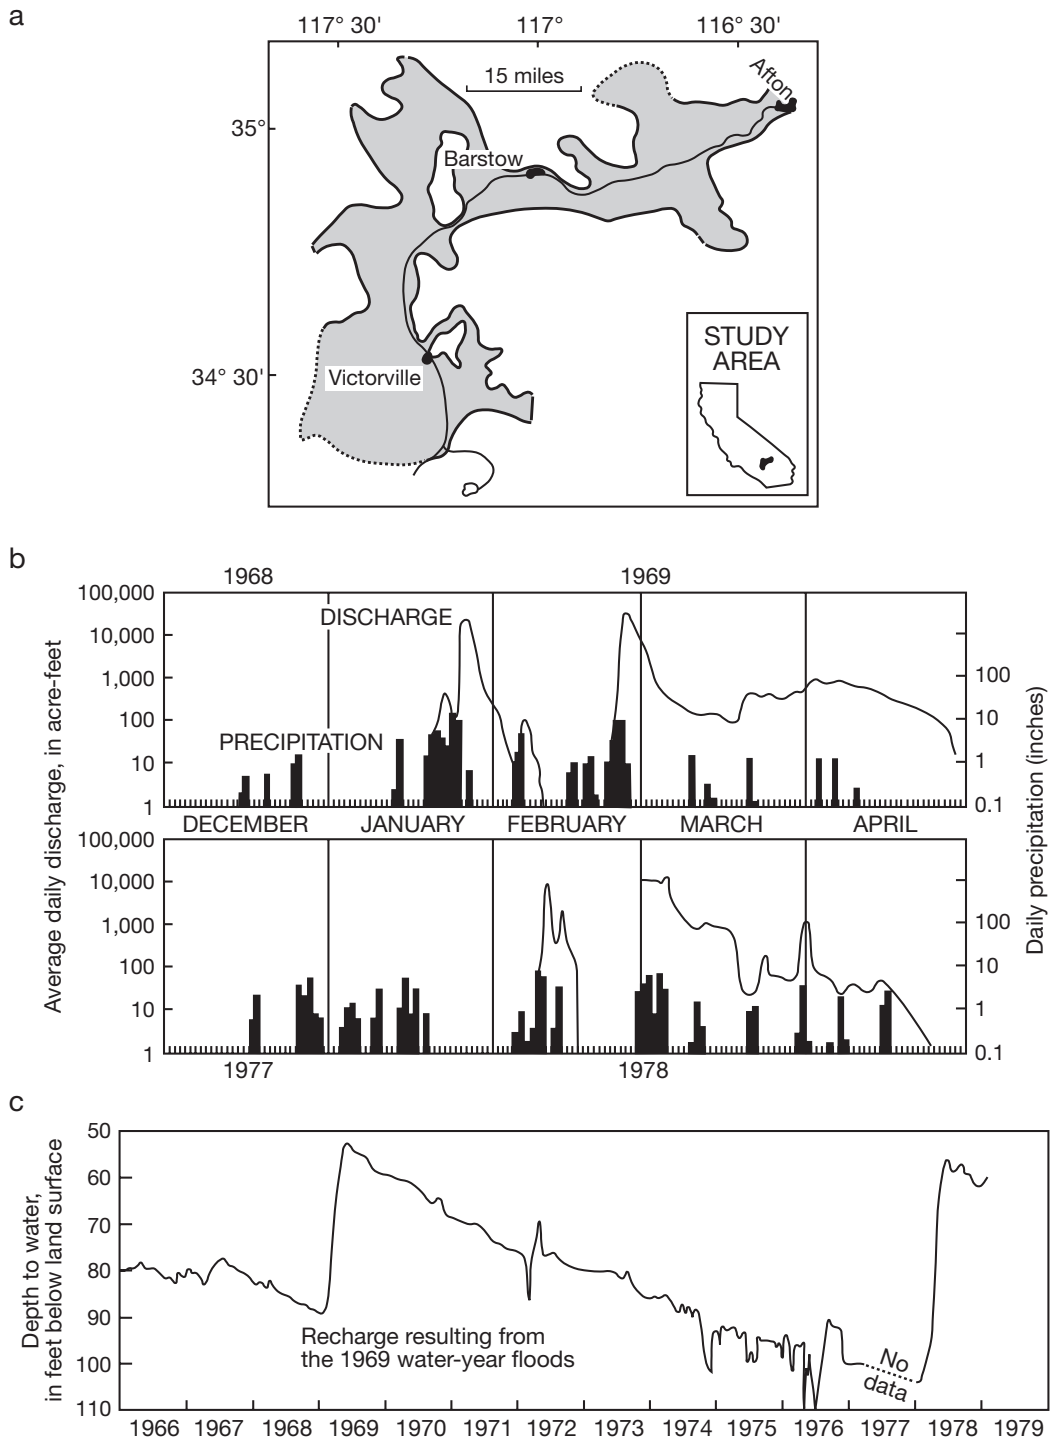 a
117° 30'
117°
116° 30'
15 miles
Afton
35°
Barstow
34° 30'
Victorville
STUDY
AREA
b
1968
1969
Average daily discharge, in acre-feet
100,000
10,000
1,000
100
10
1
DISCHARGE
PRECIPITATION
100
10
1
0.1
Daily precipitation (inches)
DECEMBER
JANUARY
FEBRUARY
MARCH
APRIL
100,000
10,000
1,000
100
10
1
100
10
1
0.1
1977
1978
c
Depth to water,
in feet below land surface
50
60
70
80
90
100
110
Recharge resulting from
the 1969 water-year floods
No
data
1966
1967
1968
1969
1970
1971
1972
1973
1974
1975
1976
1977
1978
1979